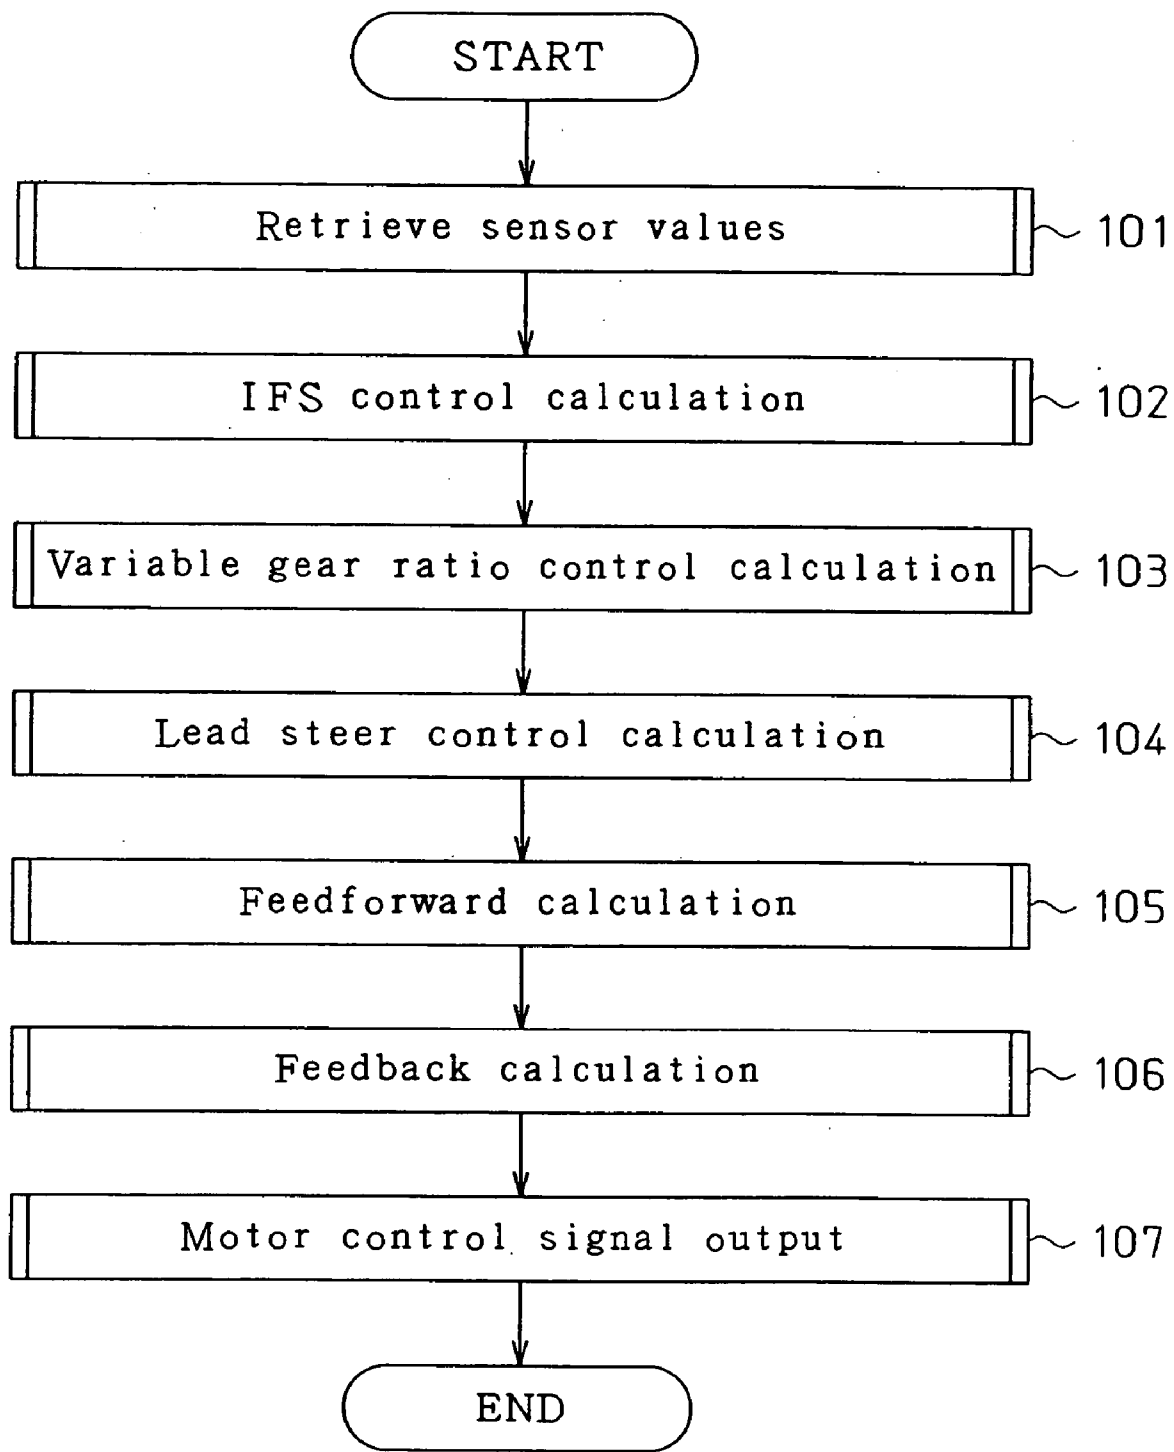 START
Retrieve sensor values 101
IFS control calculation 102
Variable gear ratio control calculation 103
Lead steer control calculation 104
Feedforward calculation 105
Feedback calculation 106
Motor control signal output 107
END